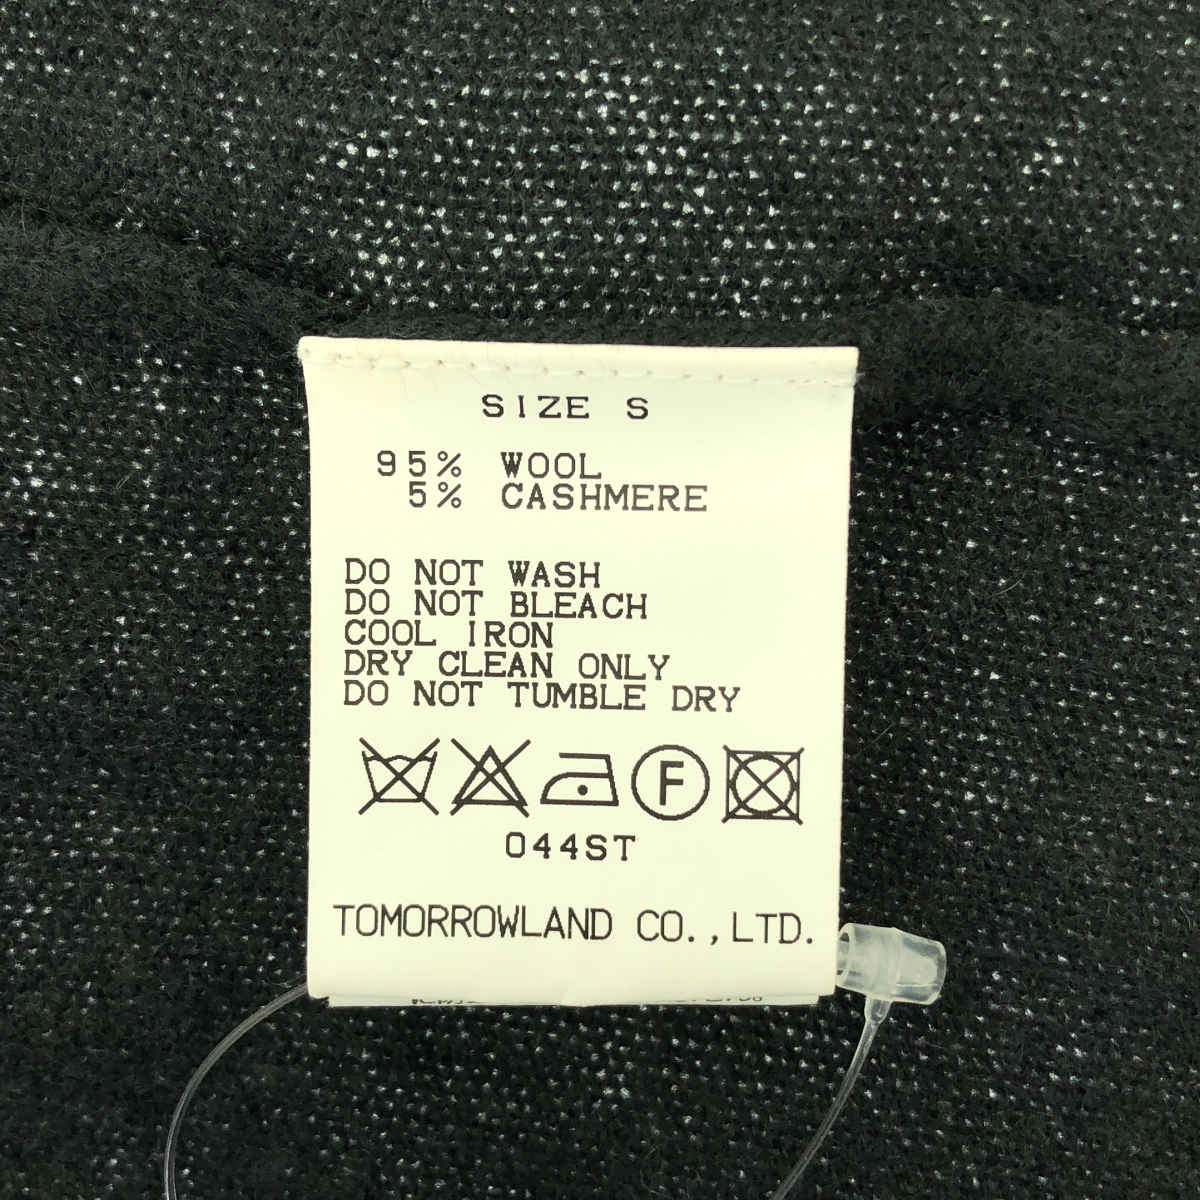 SIZE S
95% WOOL
5% CASHMERE
DO NOT WASH
DO NOT BLEACH
COOL IRON
DRY CLEAN ONLY
DO NOT TUMBLE DRY
F
044ST
TOMORROWLAND CO.,LTD.